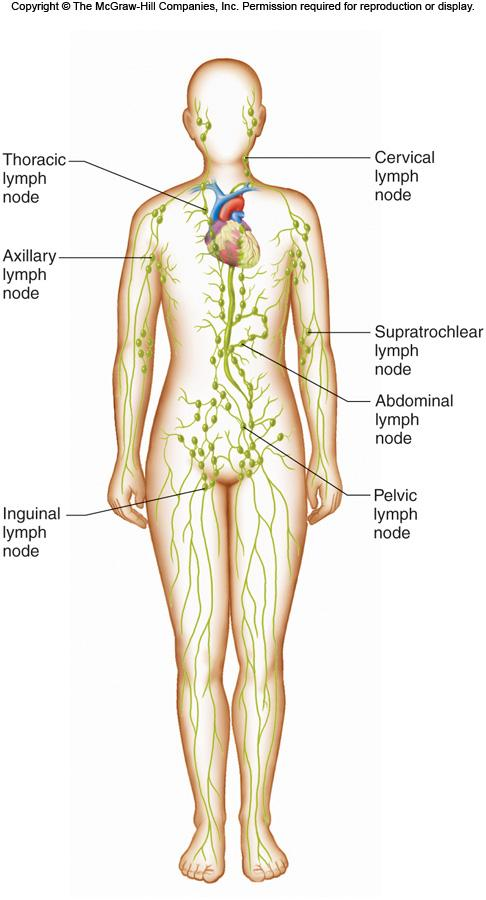 Copyright © The McGraw-Hill Companies, Inc. Permission required for reproduction or display.
Thoracic
lymph
node
Cervical
lymph
node
Axillary
lymph
node
Supratrochlear
lymph
node
Abdominal
lymph
node
Pelvic
lymph
node
Inguinal
lymph
node